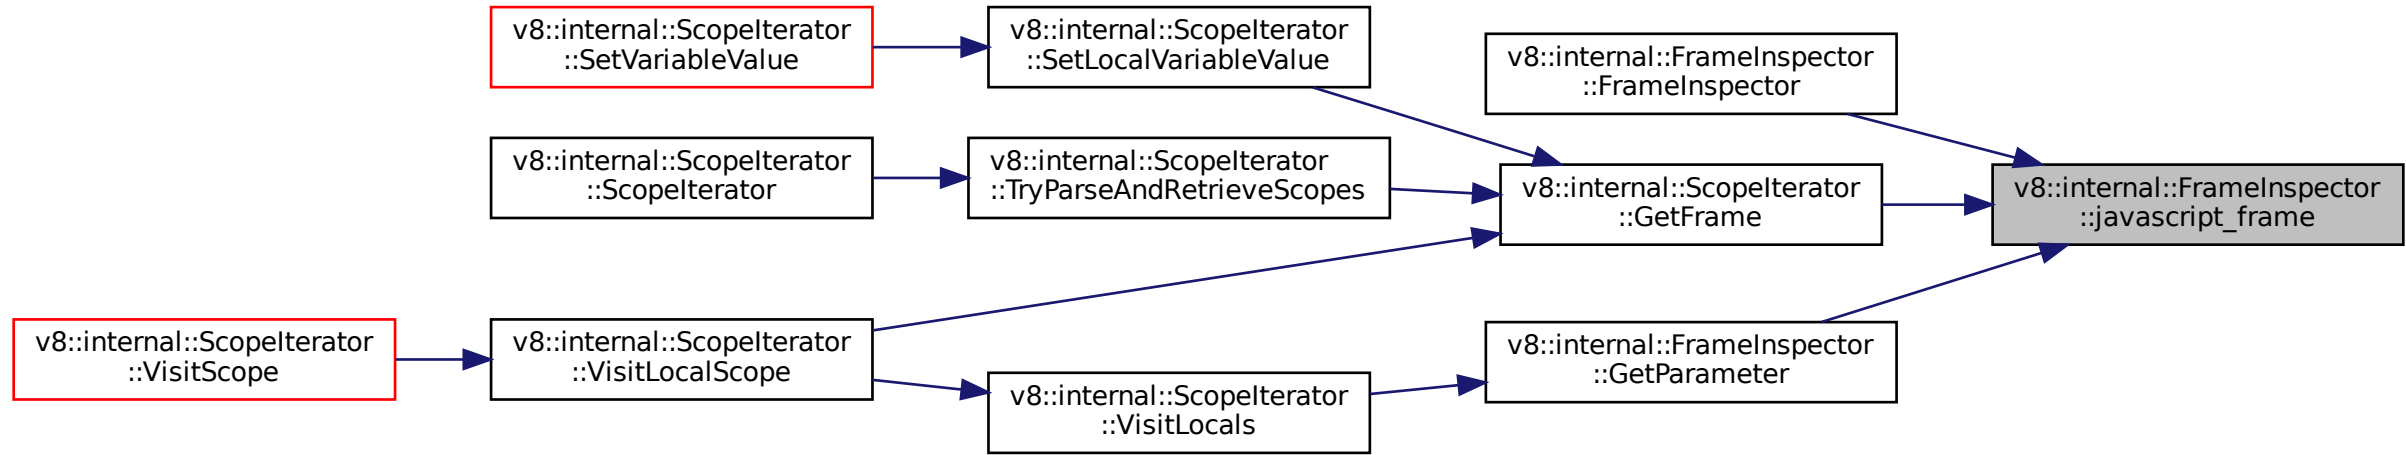 v8::internal::ScopeIterator
::SetVariableValue
v8::internal::ScopeIterator
::SetLocalVariableValue
v8::internal::FrameInspector
::FrameInspector
v8::internal::ScopeIterator
::ScopeIterator
v8::internal::ScopeIterator
::TryParseAndRetrieveScopes
v8::internal::ScopeIterator
::GetFrame
v8::internal::FrameInspector
::javascript_frame
v8::internal::ScopeIterator
::VisitScope
v8::internal::ScopeIterator
::VisitLocalScope
v8::internal::ScopeIterator
::VisitLocals
v8::internal::FrameInspector
::GetParameter